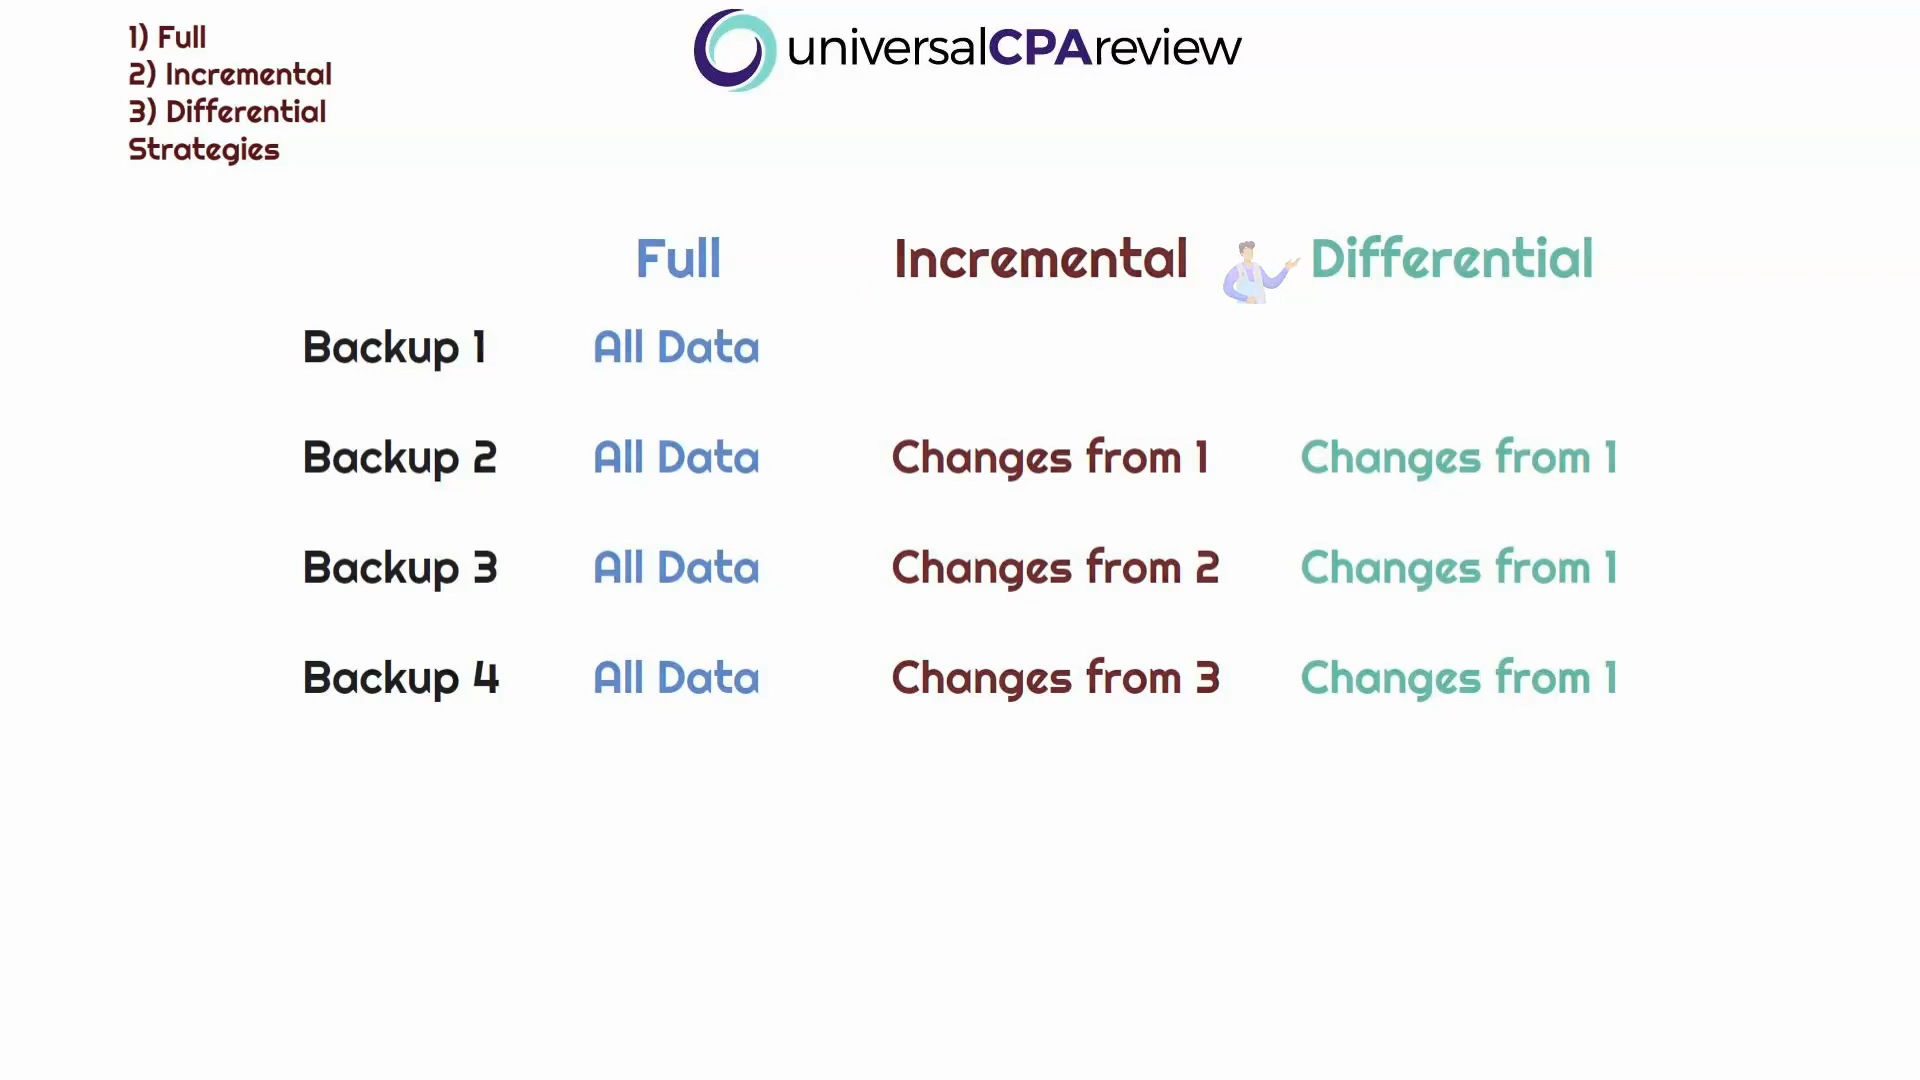 1) Full
2) Incremental
3) Differential
Strategies
universalCPAreview
Full Incremental Differential
Backup 1 All Data
Backup 2 All Data Changes from 1 Changes from 1
Backup 3 All Data Changes from 2 Changes from 1
Backup 4 All Data Changes from 3 Changes from 1